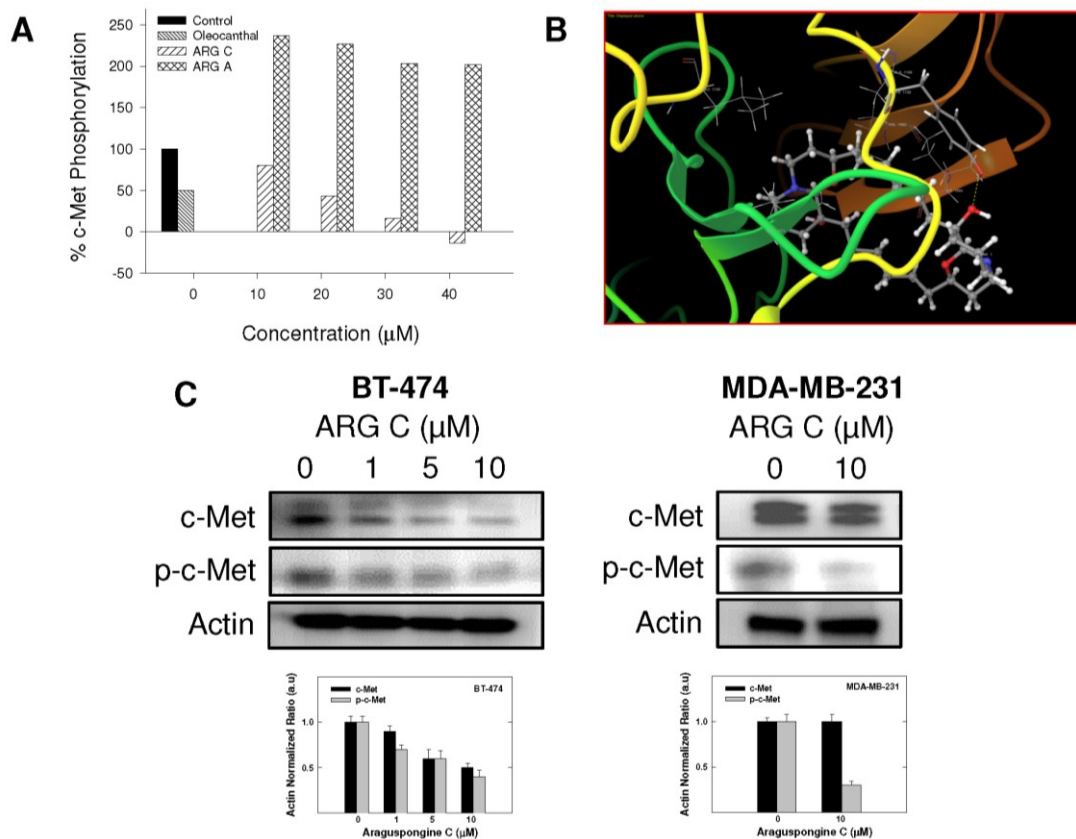 A
Control
Oleocanthal
ARG C
ARG A
250
200
150
100
50
0
-50
% c-Met Phosphorylation
0 10 20 30 40
Concentration (µM)
B
C
BT-474
ARG C (µM)
0 1 5 10
c-Met
p-c-Met
Actin
MDA-MB-231
ARG C (µM)
0 10
c-Met
p-c-Met
Actin
c-Met
p-c-Met
BT-474
1.0
0.5
Actin Normalized Ratio (a.u)
0 1 5 10
Araguspongine C (µM)
c-Met
p-c-Met
MDA-MB-231
1.0
0.5
Actin Normalized Ratio (a.u)
0 10
Araguspongine C (µM)